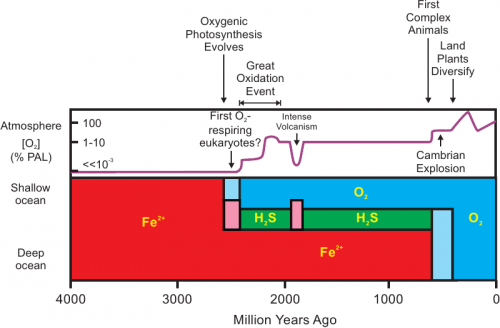 Oxygenic
Photosynthesis
Evolves
First
Complex
Animals
Great
Oxidation
Event
Land
Plants
Diversify
Atmosphere
[O₂]
(% PAL)
100
1-10
<<10⁻³
First O₂-
respiring
eukaryotes?
Intense
Volcanism
Cambrian
Explosion
Shallow
ocean
Deep
ocean
Fe²⁺
O₂
H₂S
H₂S
O₂
Fe²⁺
4000
3000
2000
1000
0
Million Years Ago